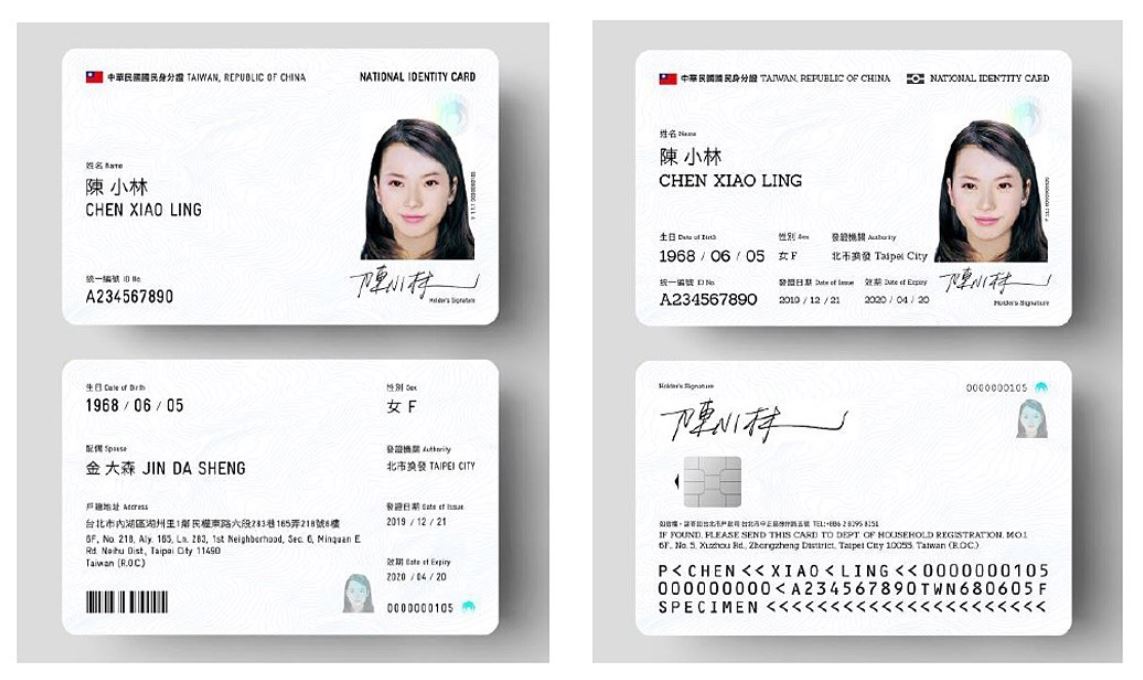 中華民國國民身分證 TAIWAN, REPUBLIC OF CHINA
NATIONAL IDENTITY CARD
姓名 Name
陳 小林
CHEN XIAO LING
統一編號 ID No.
A234567890
陳小林
Holder's Signature
生日 Date of Birth
1968 / 06 / 05
性別 Sex
女 F
配偶 Spouse
金 大森 JIN DA SHENG
發證機關 Authority
北市換發 TAIPEI CITY
戶籍地址 Address
台北市內湖區湖州里1鄰民權東路六段283巷165弄218號6樓
6F, No. 218, Aly. 165, Ln. 283, 1st Neighborhood, Sec. 6, Minquan E.
Rd. Neihu Dist., Taipei City 11490
Taiwan (R.O.C.)
發證日期 Date of Issue
2019 / 12 / 21
效期 Date of Expiry
2020 / 04 / 20
0000000105
中華民國國民身分證 TAIWAN, REPUBLIC OF CHINA
NATIONAL IDENTITY CARD
姓名 Name
陳 小林
CHEN XIAO LING
生日 Date of Birth
1968 / 06 / 05
性別 Sex
女 F
發證機關 Authority
北市換發 Taipei City
統一編號 ID No.
A234567890
發證日期 Date of Issue
2019 / 12 / 21
效期 Date of Expiry
2020 / 04 / 20
陳小林
Holder's Signature
Holder's Signature
0000000105
陳小林
TEL:+886 2 8195 8151
IF FOUND, PLEASE SEND THIS CARD TO DEPT. OF HOUSEHOLD REGISTRATION, M.O.I.
6F., No. 5, Xuzhou Rd., Zhongzheng Distirict, Taipei City 10055, Taiwan (R.O.C.)
P<CHEN<<XIAO<LING<<0000000105
000000000<A234567890TWN680605F
SPECIMEN<<<<<<<<<<<<<<<<<<<<<<